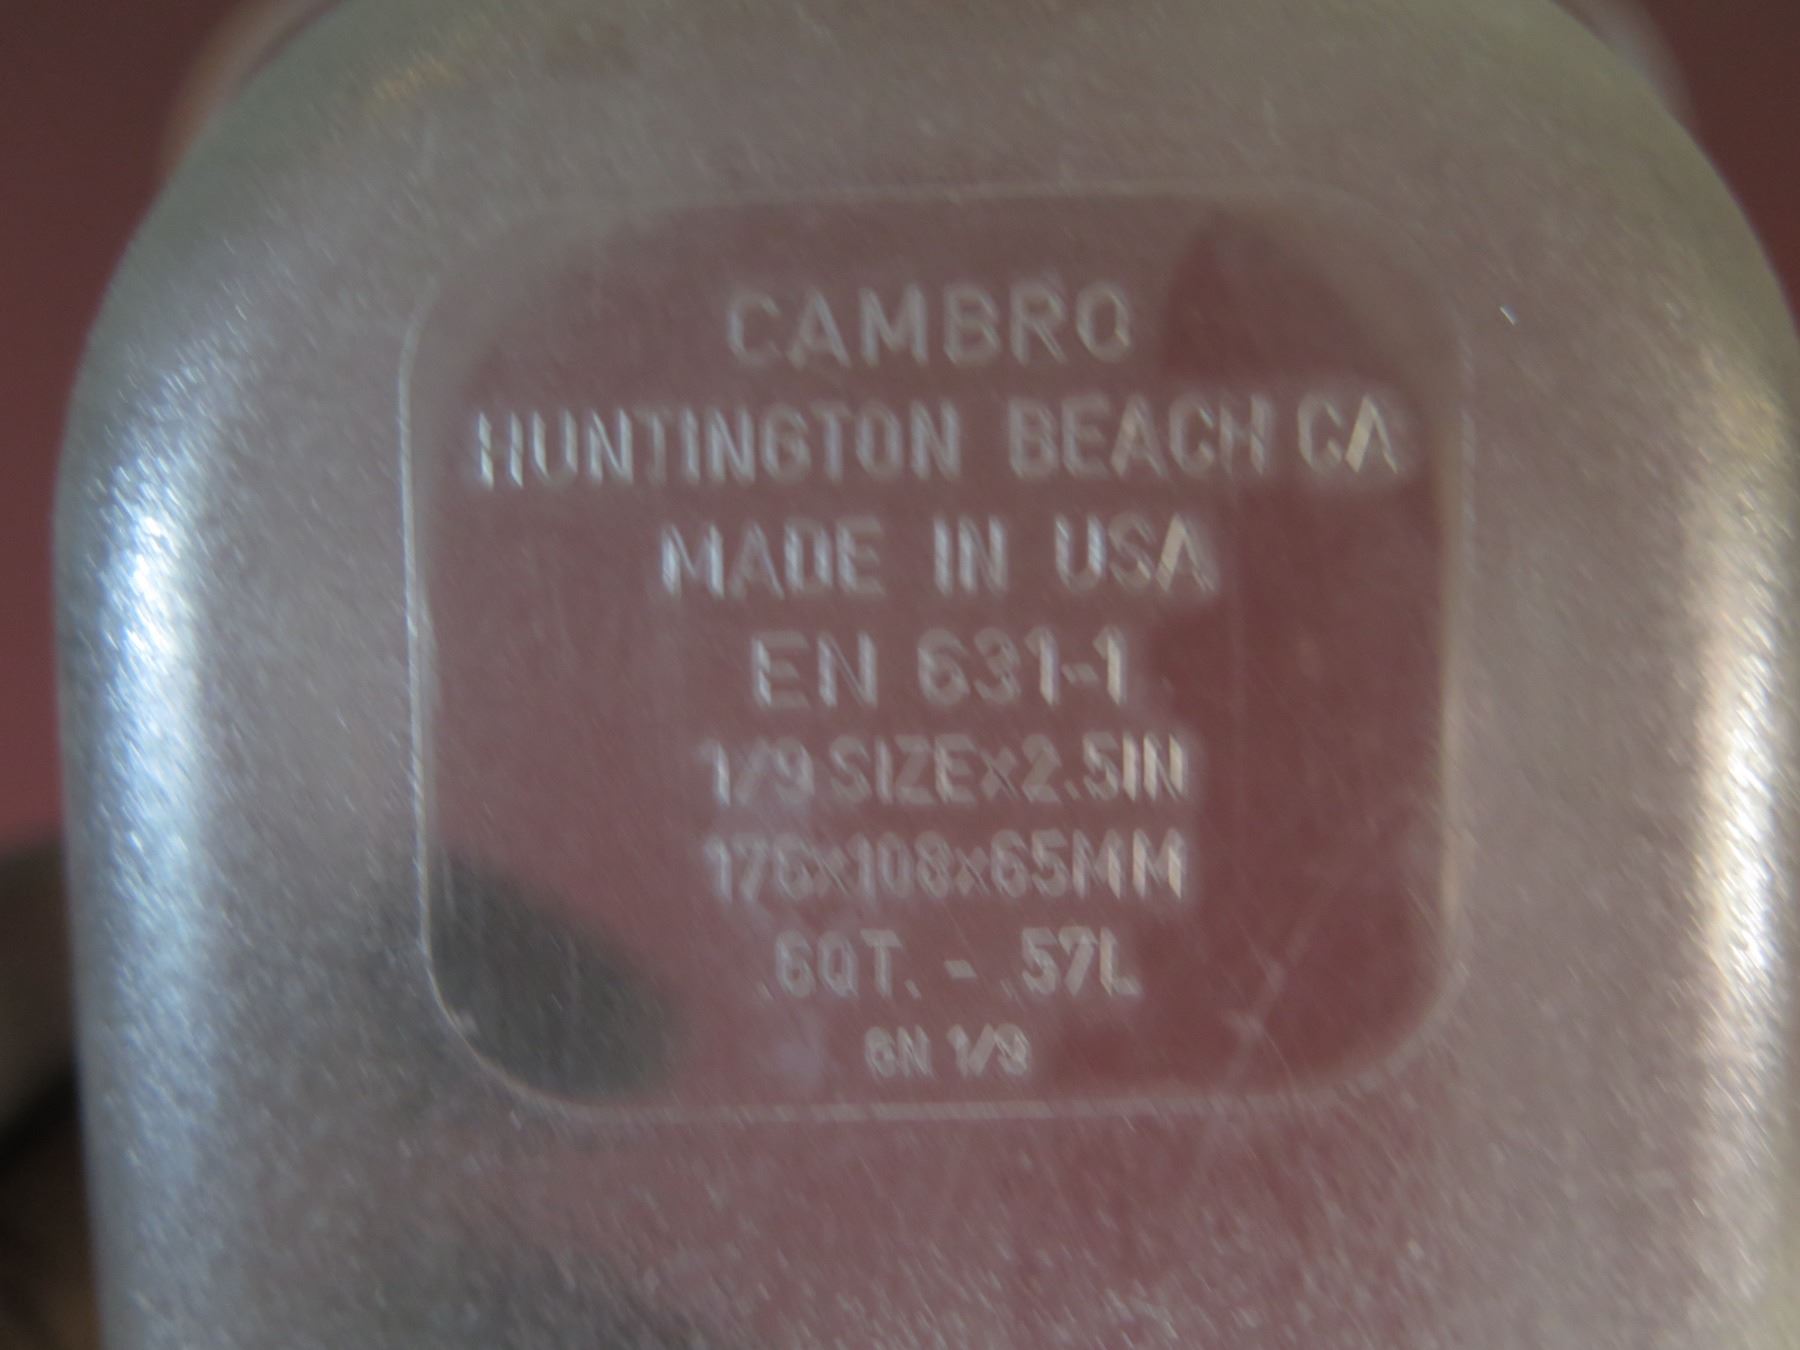 CAMBRO
HUNTINGTON BEACH CA
MADE IN USA
EN 631-1
1/9 SIZEx2.5IN
176x108x65MM
.6QT. - .57L
GN 1/9